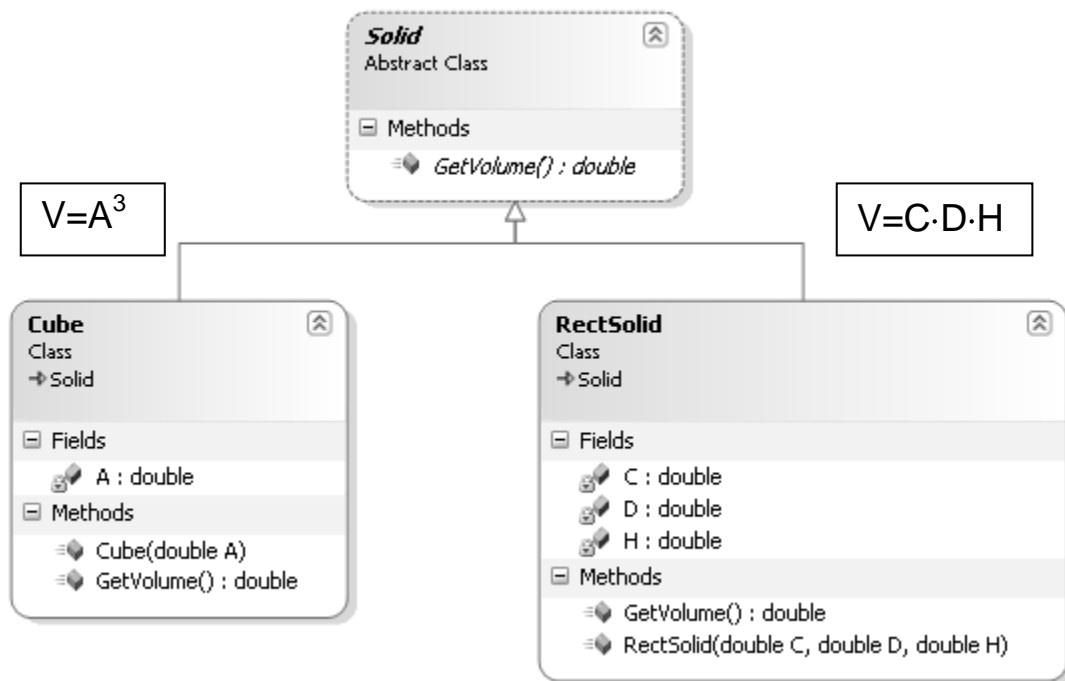 Solid
Abstract Class
Methods
GetVolume() : double
V=A³
V=C·D·H
Cube
Class
Solid
Fields
A : double
Methods
Cube(double A)
GetVolume() : double
RectSolid
Class
Solid
Fields
C : double
D : double
H : double
Methods
GetVolume() : double
RectSolid(double C, double D, double H)